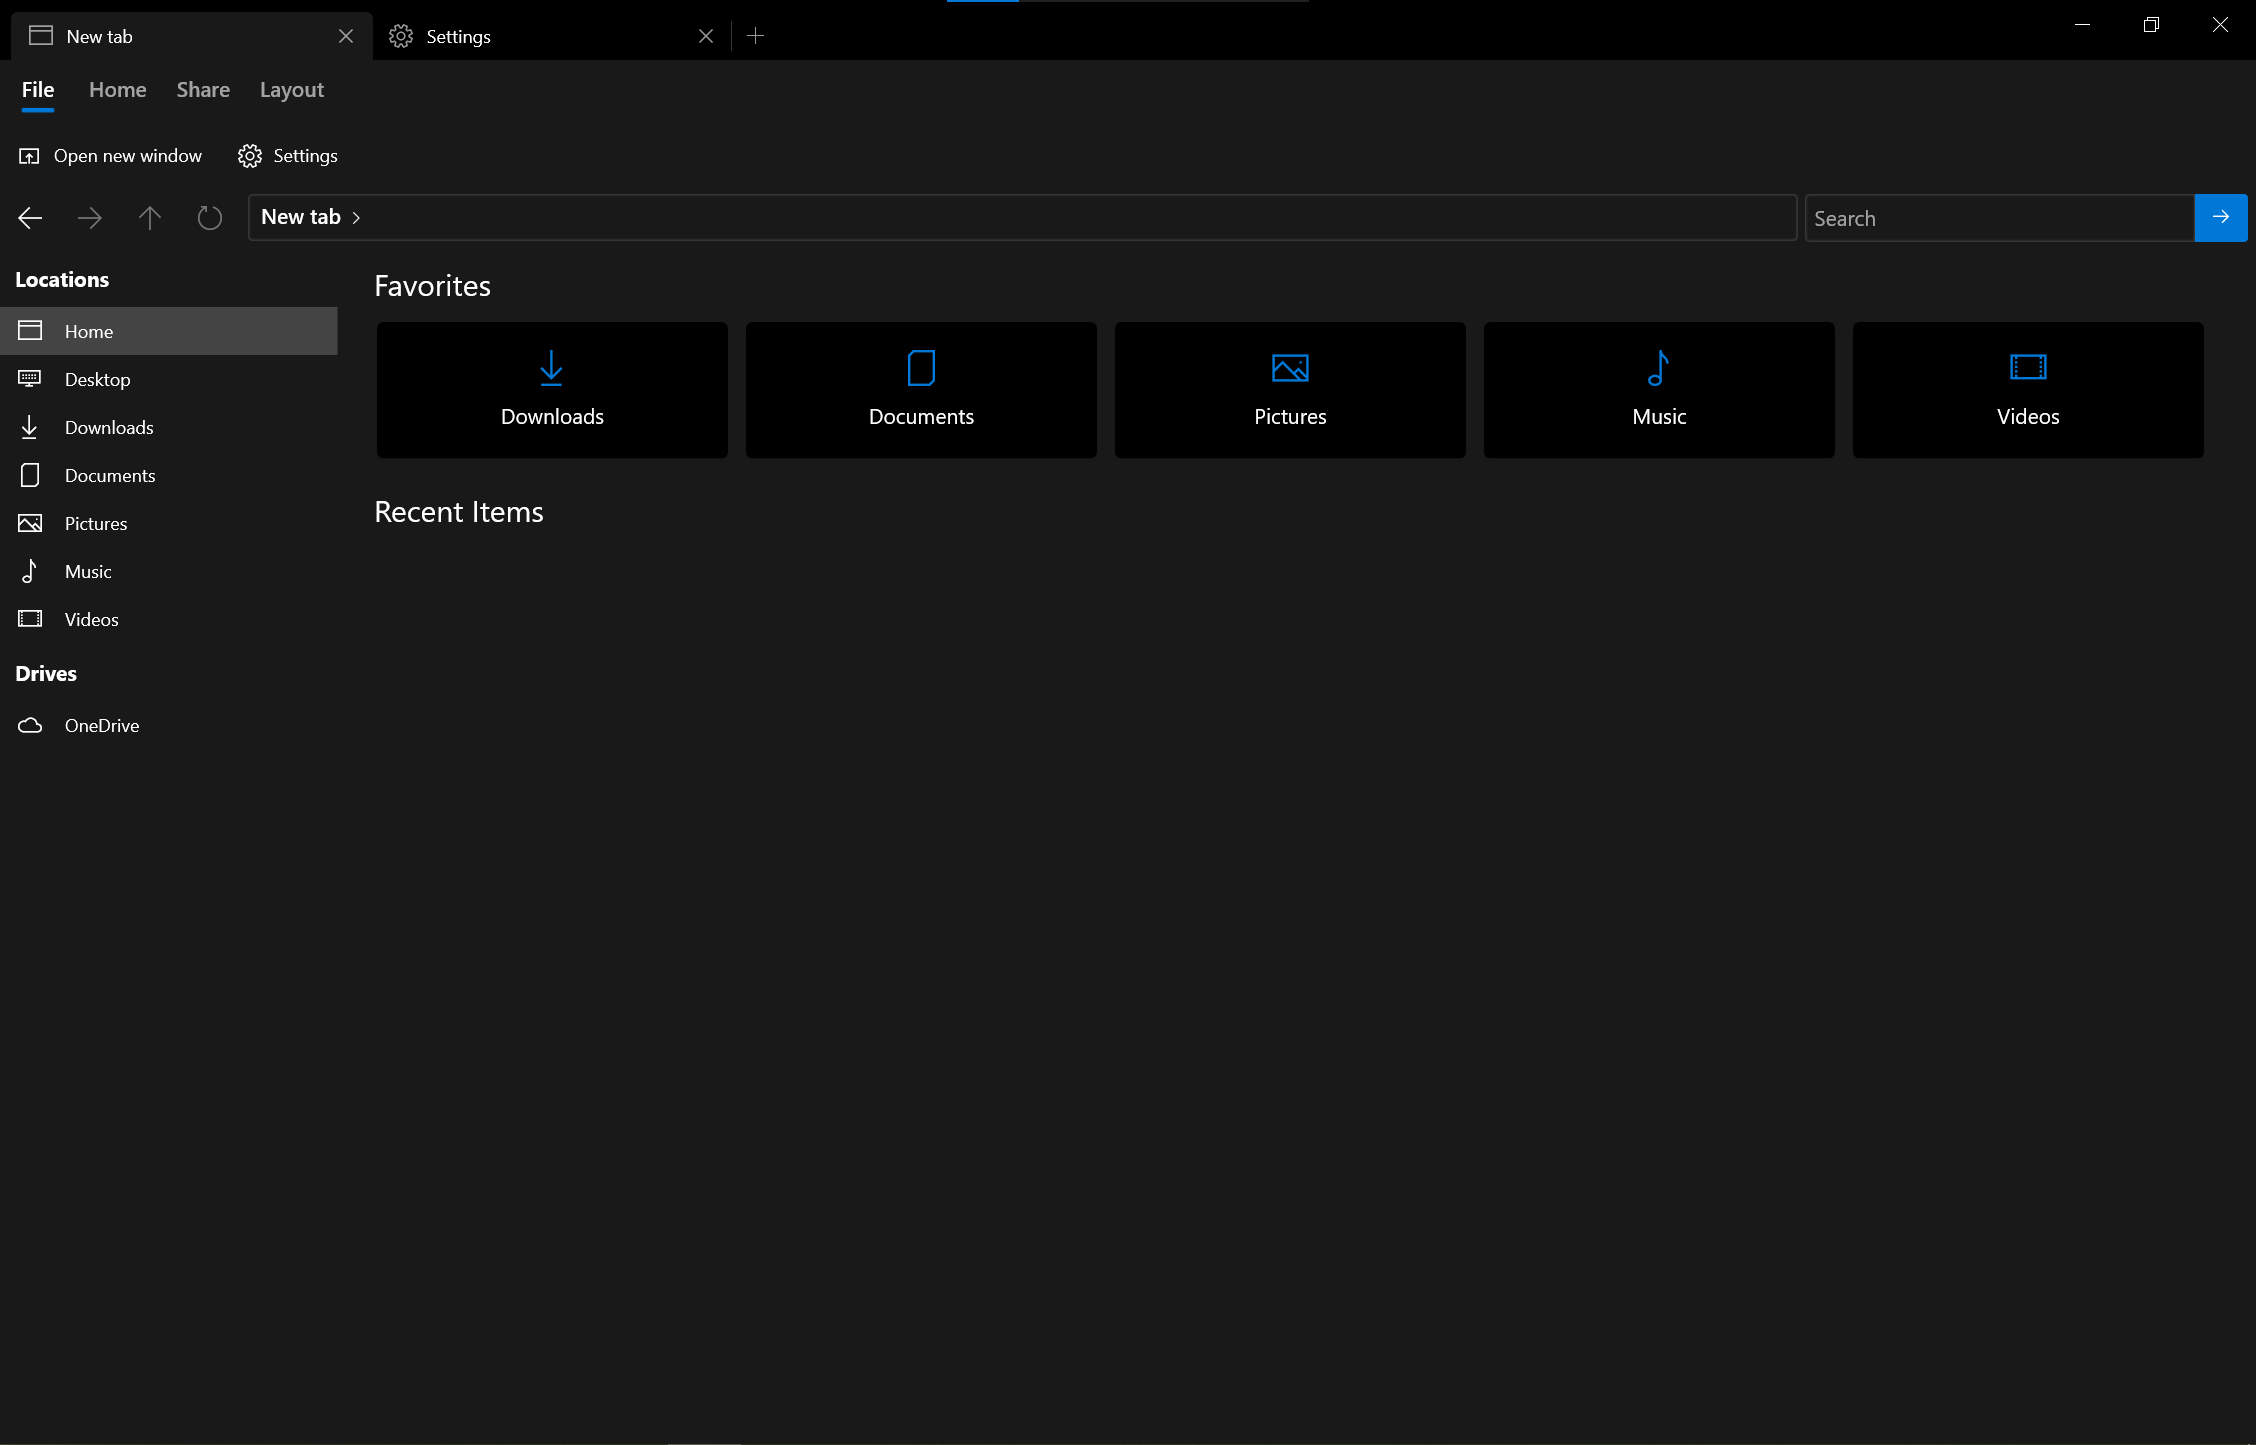 New tab
Settings
File Home Share Layout
Open new window Settings
New tab >
Search
Locations
Home
Desktop
Downloads
Documents
Pictures
Music
Videos
Drives
OneDrive
Favorites
Downloads Documents Pictures Music Videos
Recent Items